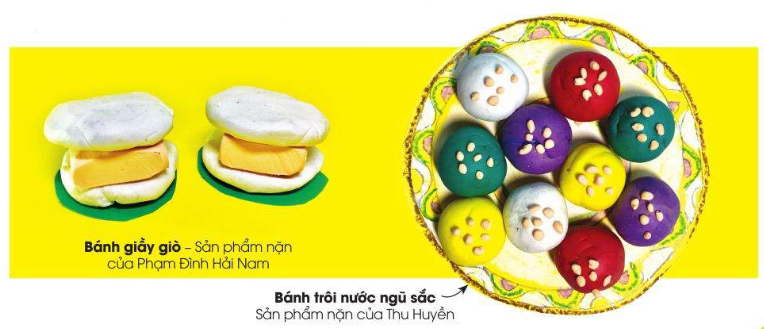 Bánh giầy giò – Sản phẩm nặn
của Phạm Đình Hải Nam
Bánh trôi nước ngũ sắc
Sản phẩm nặn của Thu Huyền